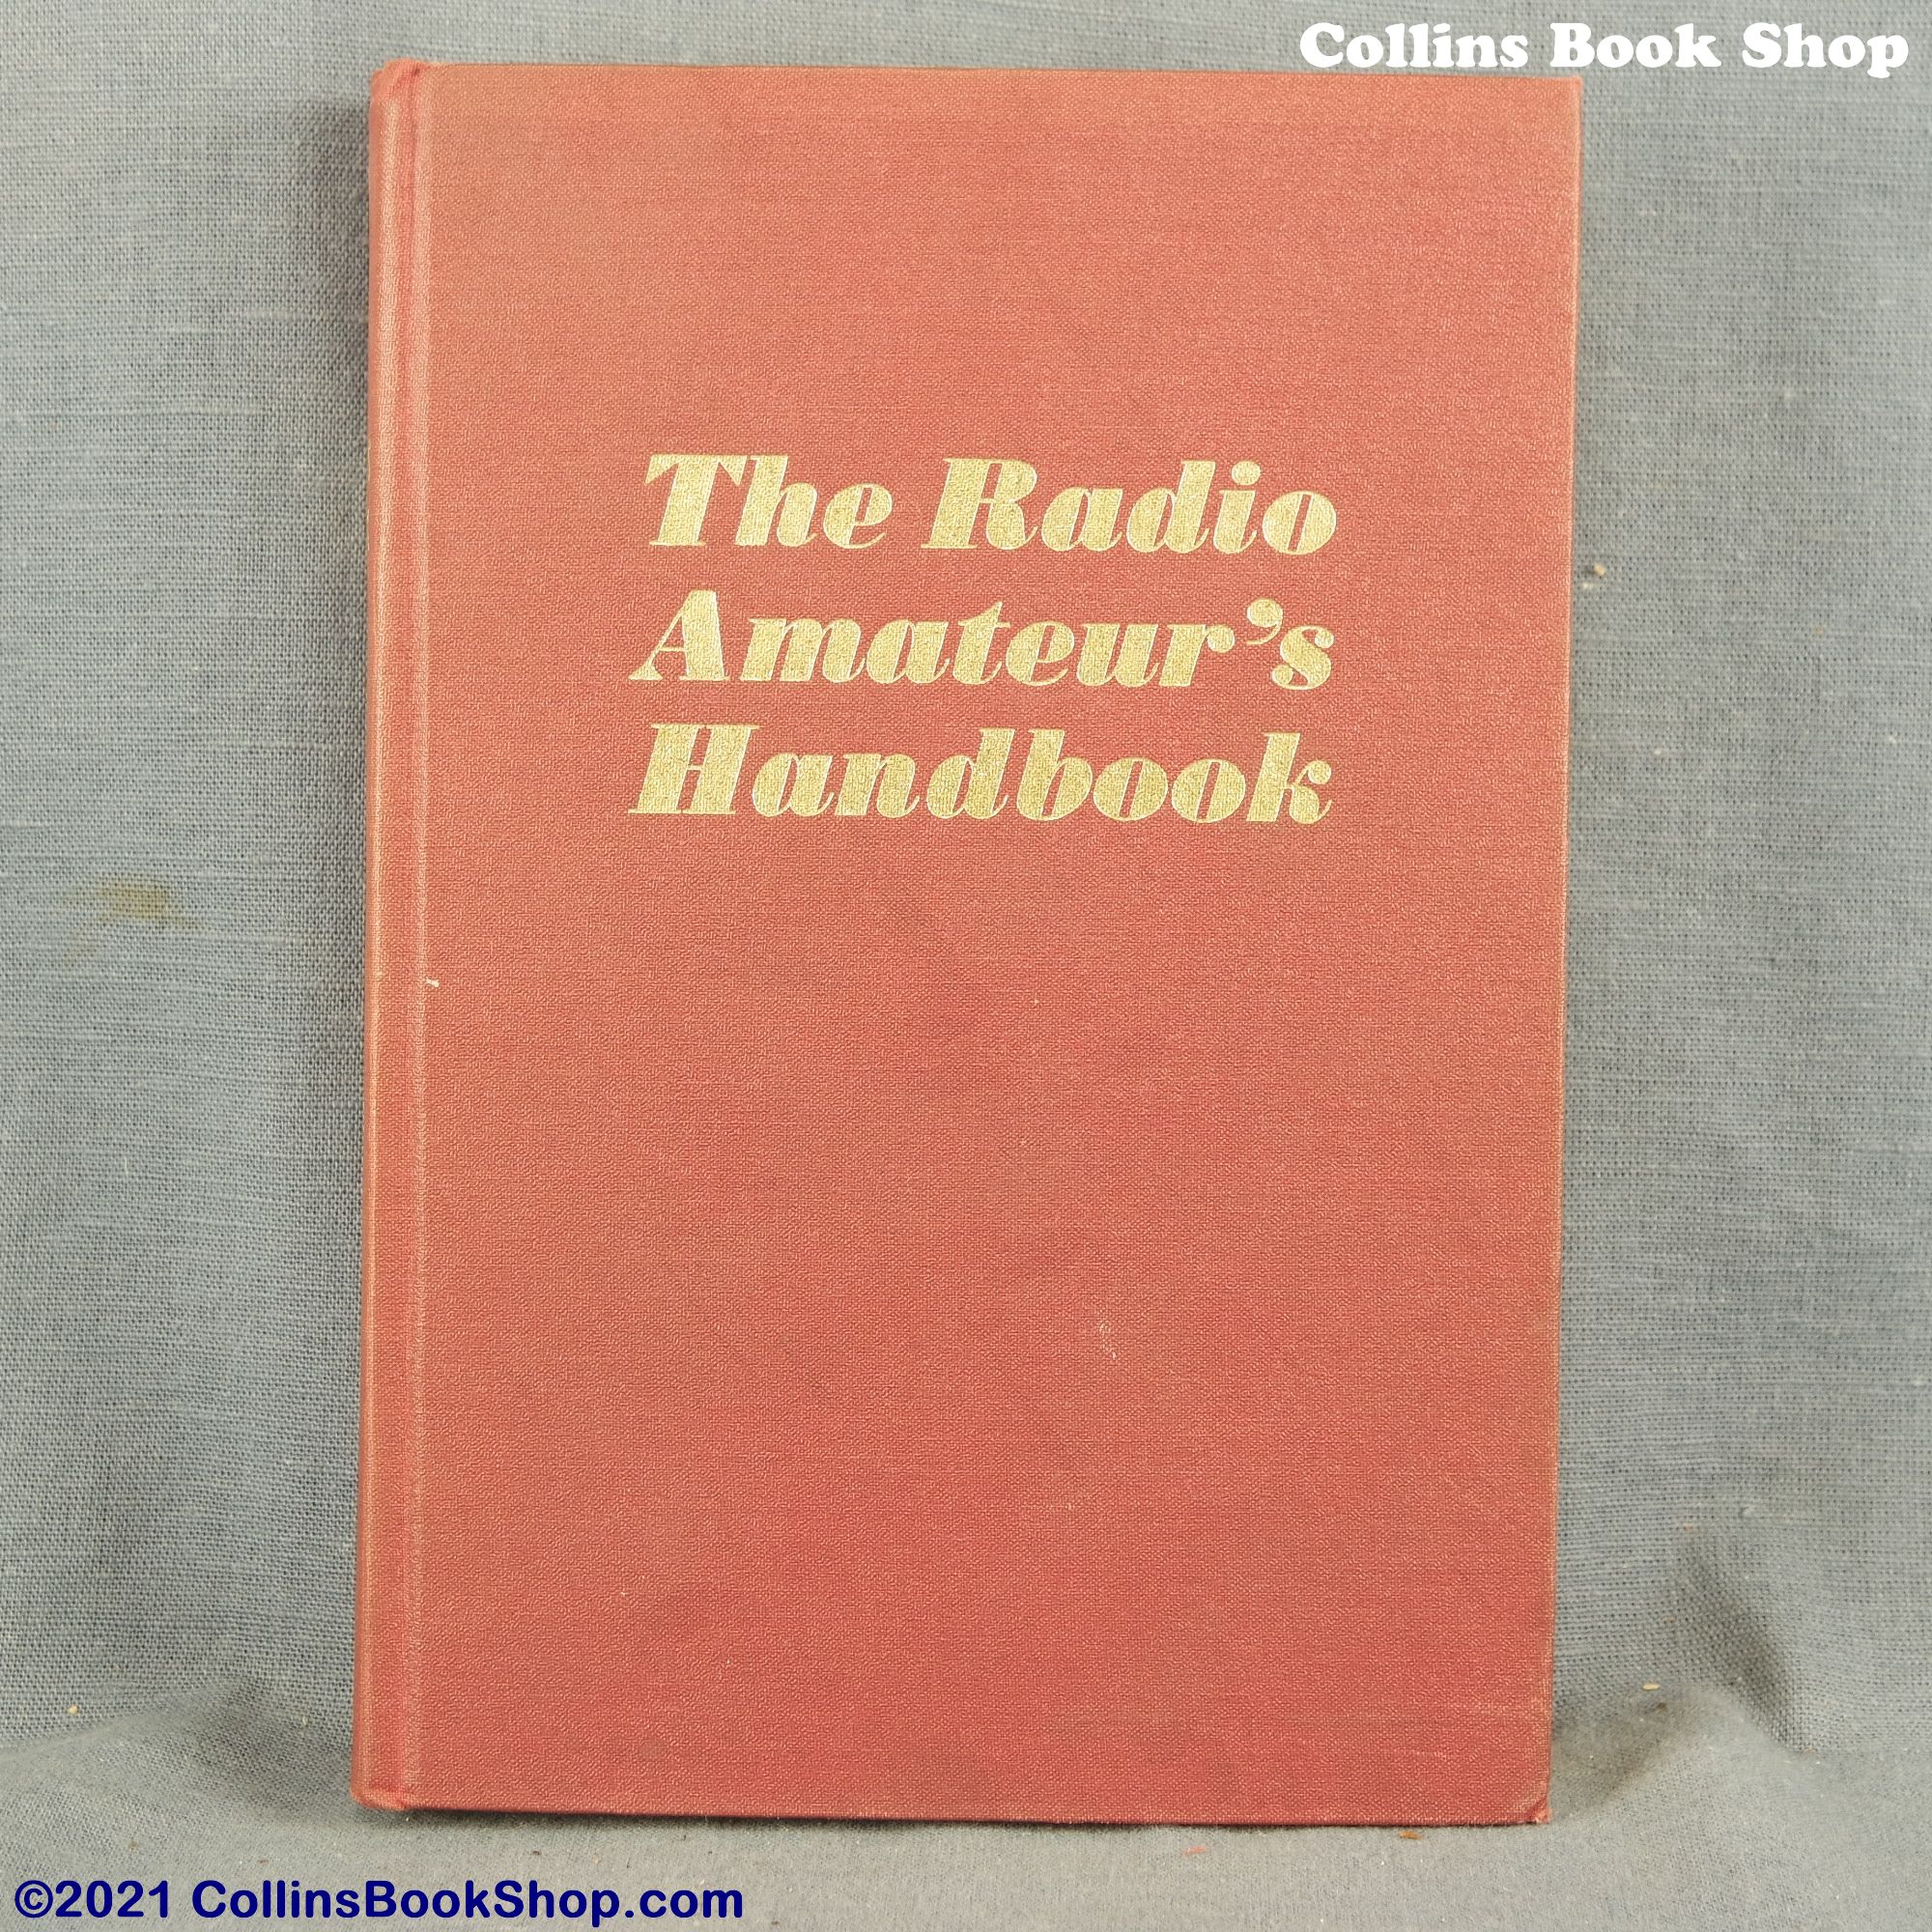 Collins Book Shop
The Radio
Amateur's
Handbook
©2021 CollinsBookShop.com